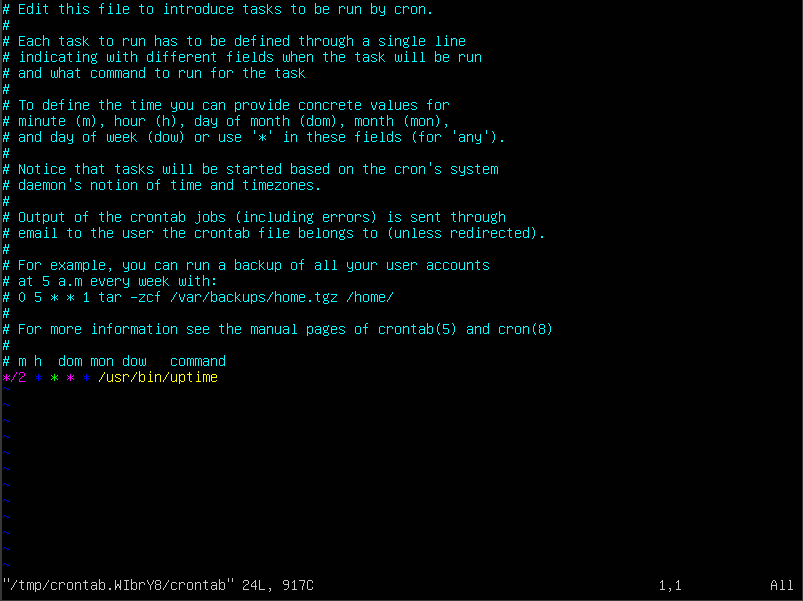 # Edit this file to introduce tasks to be run by cron.
#
# Each task to run has to be defined through a single line
# indicating with different fields when the task will be run
# and what command to run for the task
#
# To define the time you can provide concrete values for
# minute (m), hour (h), day of month (dom), month (mon),
# and day of week (dow) or use '*' in these fields (for 'any').
#
# Notice that tasks will be started based on the cron's system
# daemon's notion of time and timezones.
#
# Output of the crontab jobs (including errors) is sent through
# email to the user the crontab file belongs to (unless redirected).
#
# For example, you can run a backup of all your user accounts
# at 5 a.m every week with:
# 0 5 * * 1 tar -zcf /var/backups/home.tgz /home/
#
# For more information see the manual pages of crontab(5) and cron(8)
#
# m h  dom mon dow   command
*/2 * * * * /usr/bin/uptime
~
~
~
~
~
~
~
~
~
~
~
~
"/tmp/crontab.WIbrY8/crontab" 24L, 917C 1,1 All